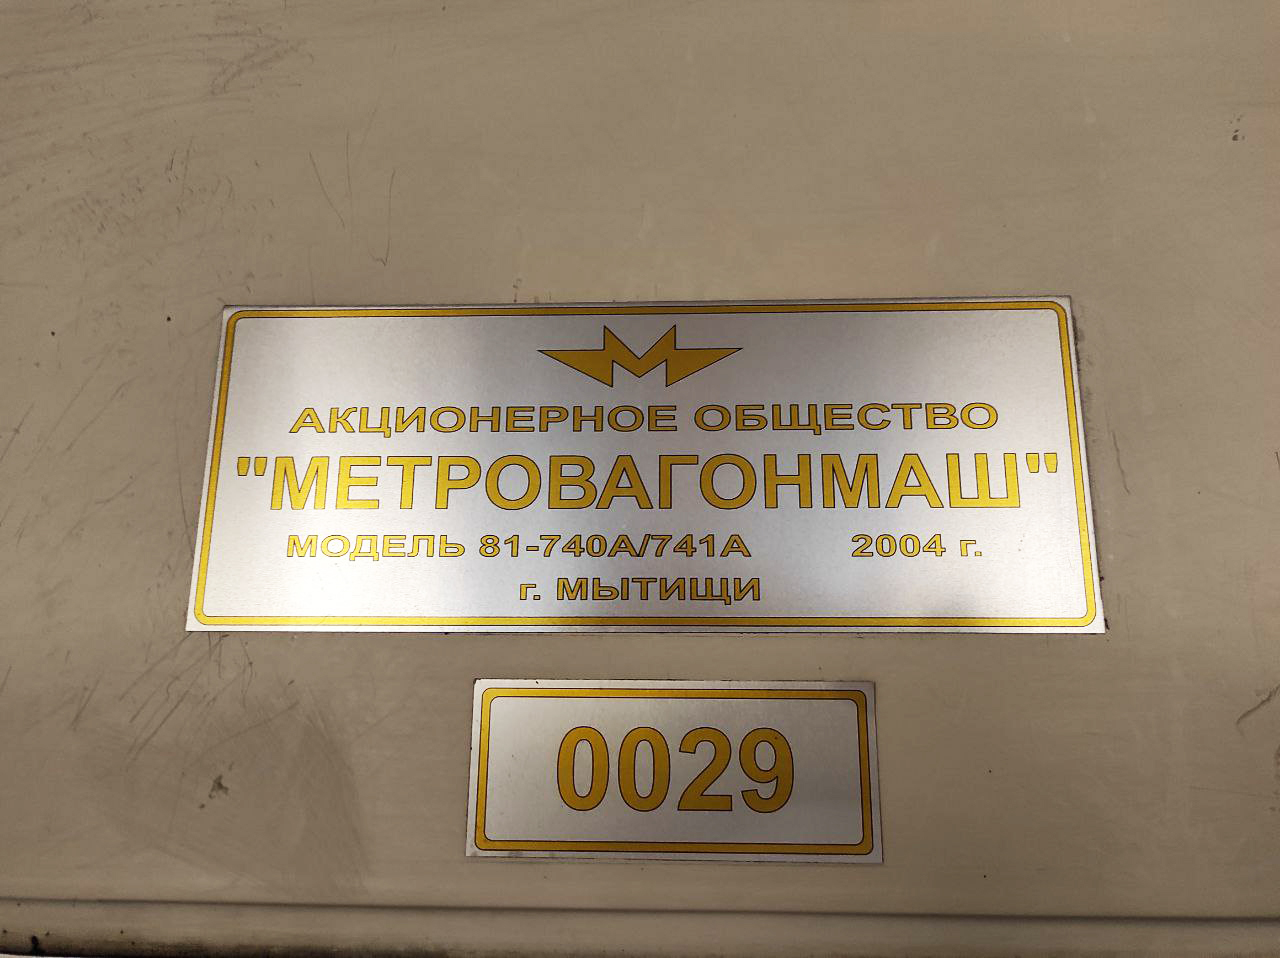 АКЦИОНЕРНОЕ ОБЩЕСТВО
"МЕТРОВАГОНМАШ"
МОДЕЛЬ 81-740А/741А 2004 г.
г. МЫТИЩИ
0029